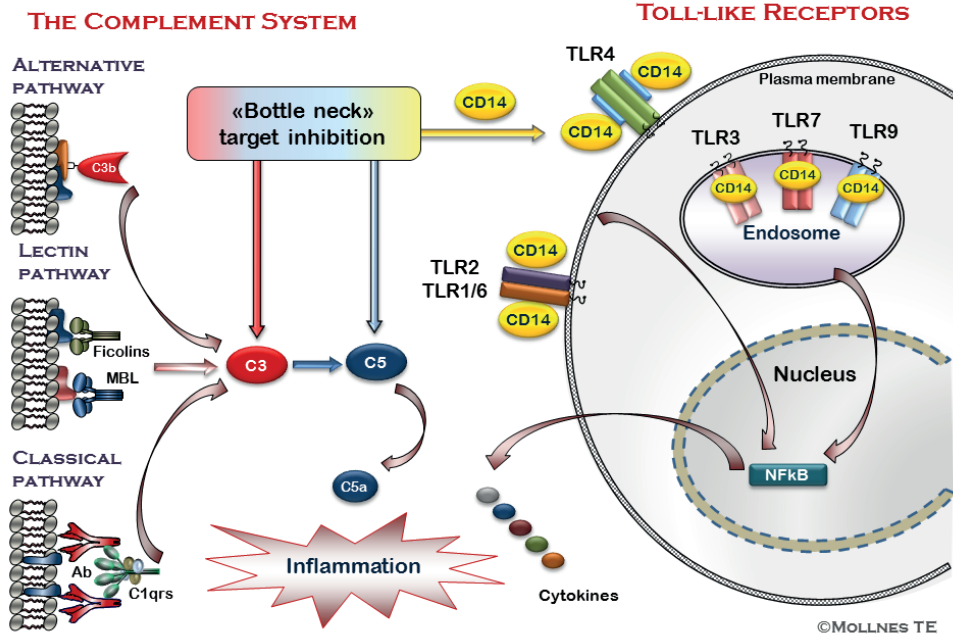 THE COMPLEMENT SYSTEM
TOLL-LIKE RECEPTORS
ALTERNATIVE
PATHWAY
C3b
«Bottle neck»
target inhibition
CD14
TLR4
CD14
CD14
Plasma membrane
TLR3
TLR7
TLR9
CD14
CD14
CD14
Endosome
LECTIN
PATHWAY
Ficolins
MBL
C3
C5
TLR2
TLR1/6
CD14
CD14
Nucleus
NFkB
CLASSICAL
PATHWAY
Ab
C1qrs
C5a
Inflammation
Cytokines
©MOLLNES TE